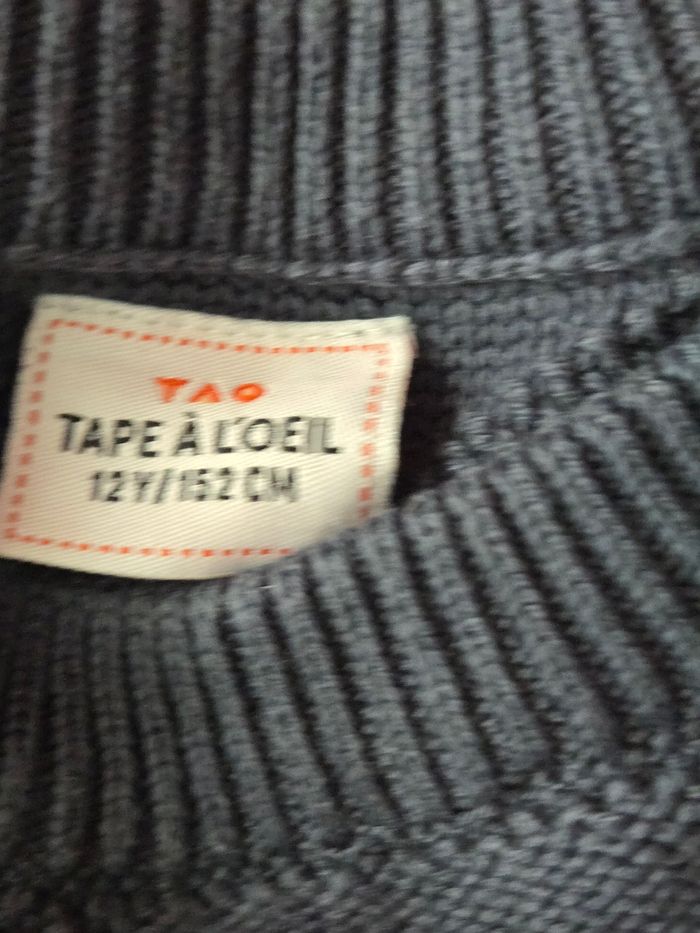 TAO
TAPE À L'OEIL
12Y/152 CM